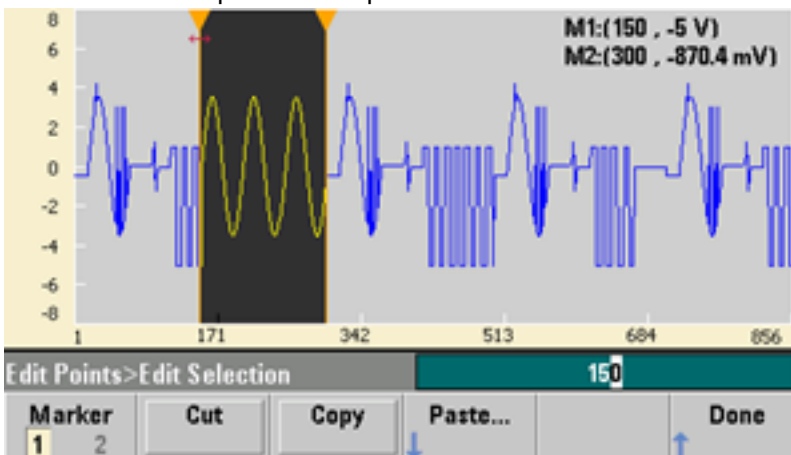 8
M1:(150 , -5 V)
6
M2:(300 , -870.4 mV)
4
2
0
-2
-4
-6
-8
1 171 342 513 684 856
Edit Points>Edit Selection 150
Marker Cut Copy Paste... Done
1 2